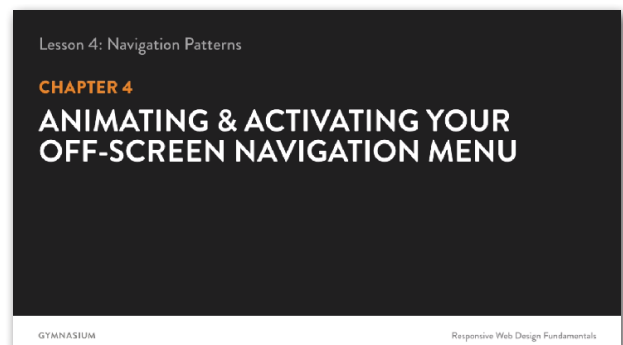 Lesson 4: Navigation Patterns
CHAPTER 4
ANIMATING & ACTIVATING YOUR
OFF-SCREEN NAVIGATION MENU
GYMNASIUM
Responsive Web Design Fundamentals